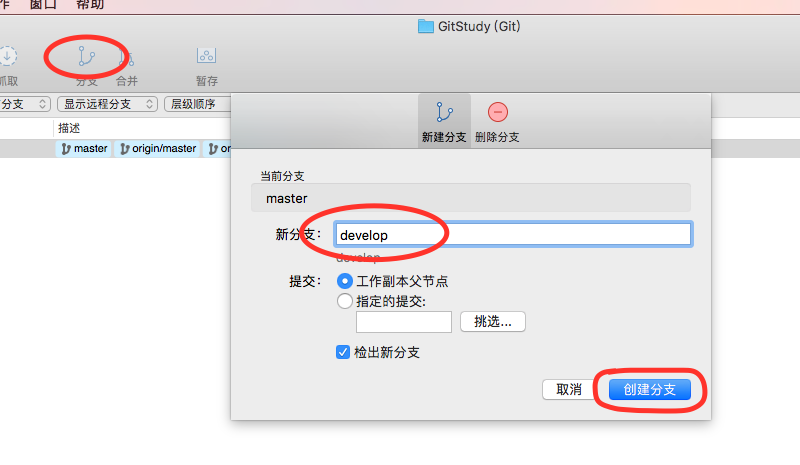 作 窗口 帮助
GitStudy (Git)
抓取 分支 合并 暂存
分支 显示远程分支 层级顺序
描述
master origin/master or
新建分支 删除分支
当前分支
master
新分支: develop
develop
提交: 工作副本父节点
指定的提交:
挑选...
检出新分支
取消 创建分支